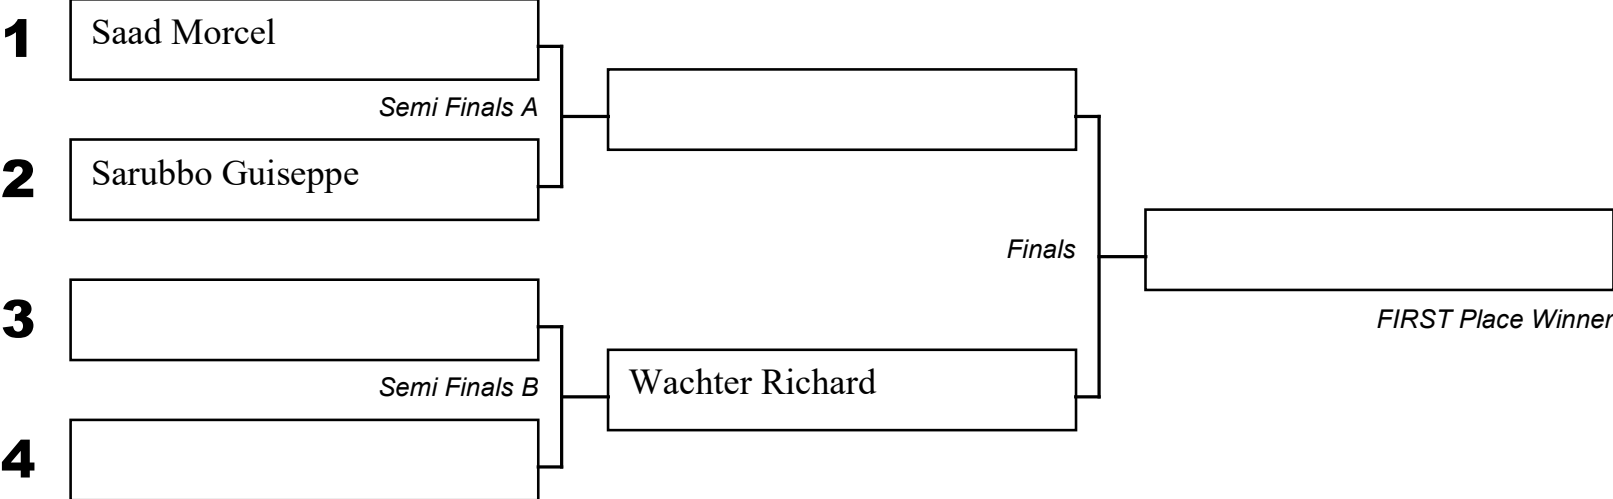 1 Saad Morcel
Semi Finals A
2 Sarubbo Guiseppe
Finals
3
FIRST Place Winner
Semi Finals B
Wachter Richard
4